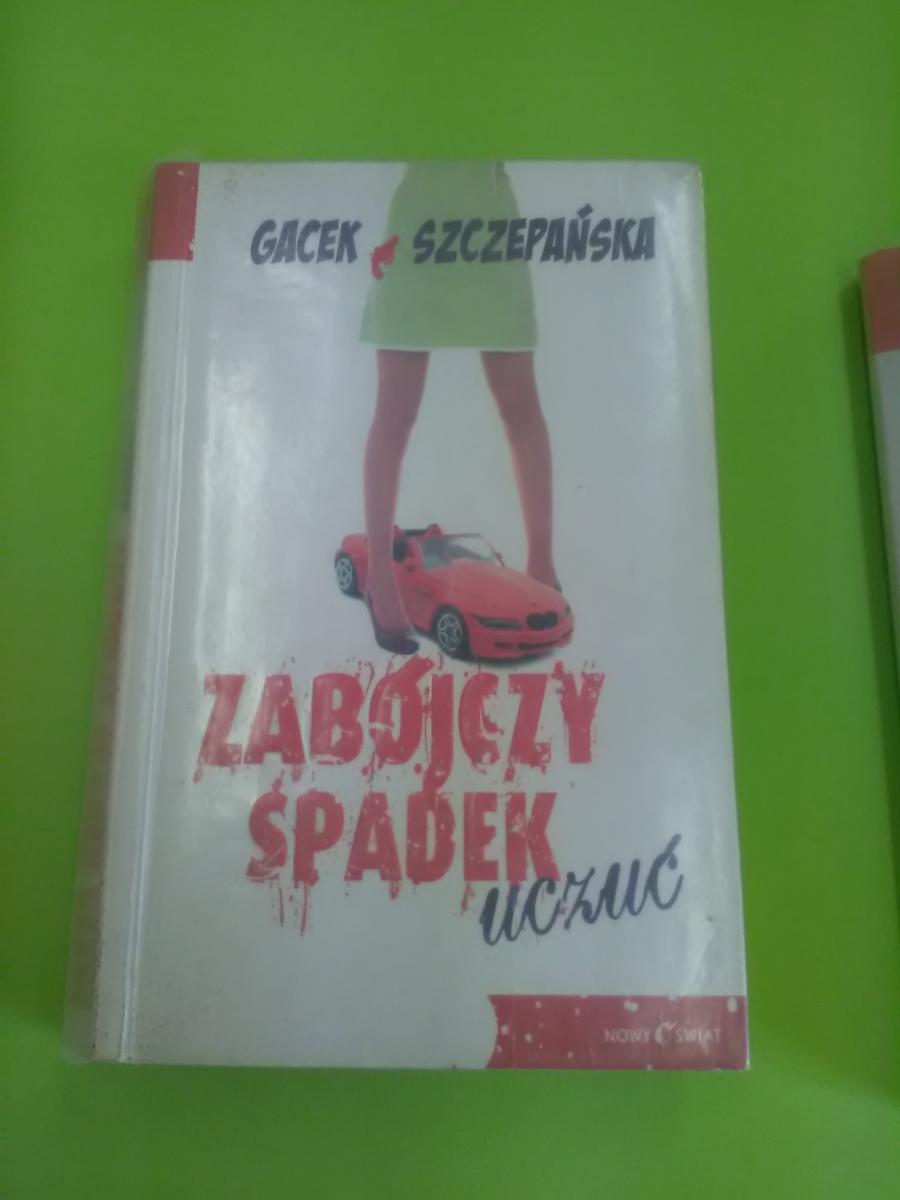 GACEK & SZCZEPAŃSKA
ZABÓJCZY
SPADEK
uczuć
NOWY ŚWIAT